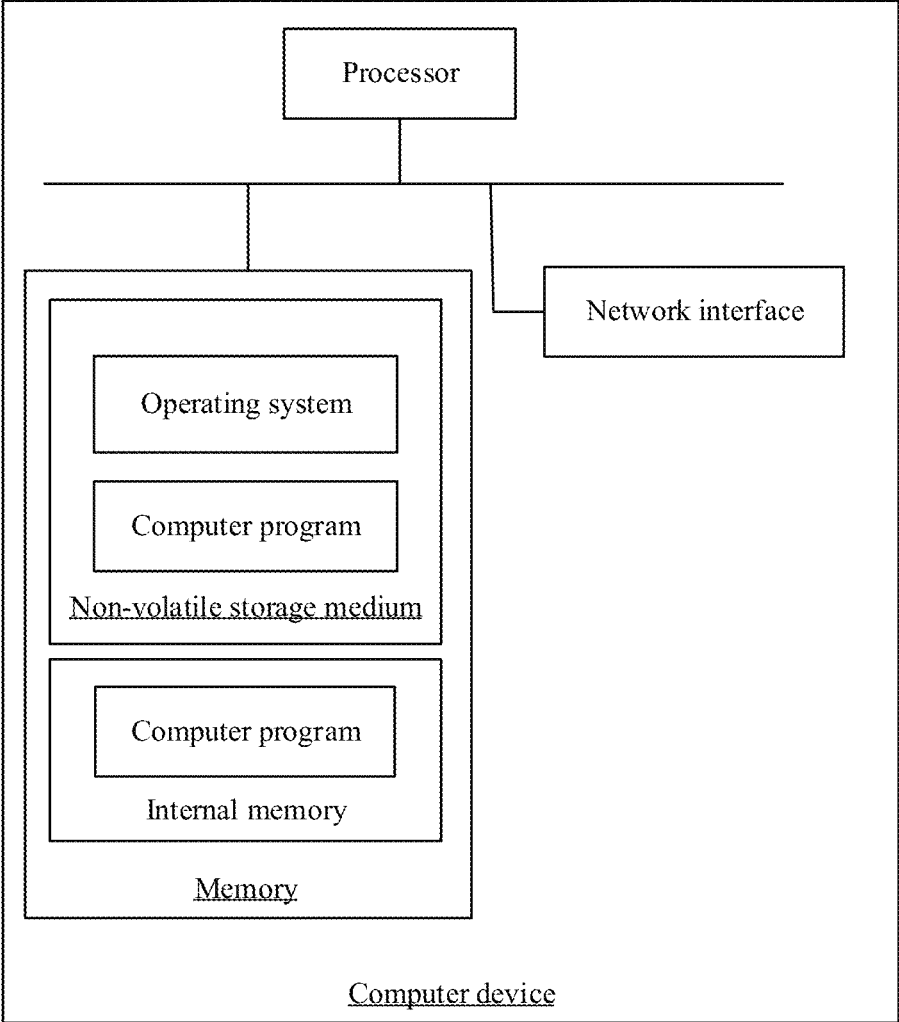 Processor
Network interface
Operating system
Computer program
Non-volatile storage medium
Computer program
Internal memory
Memory
Computer device